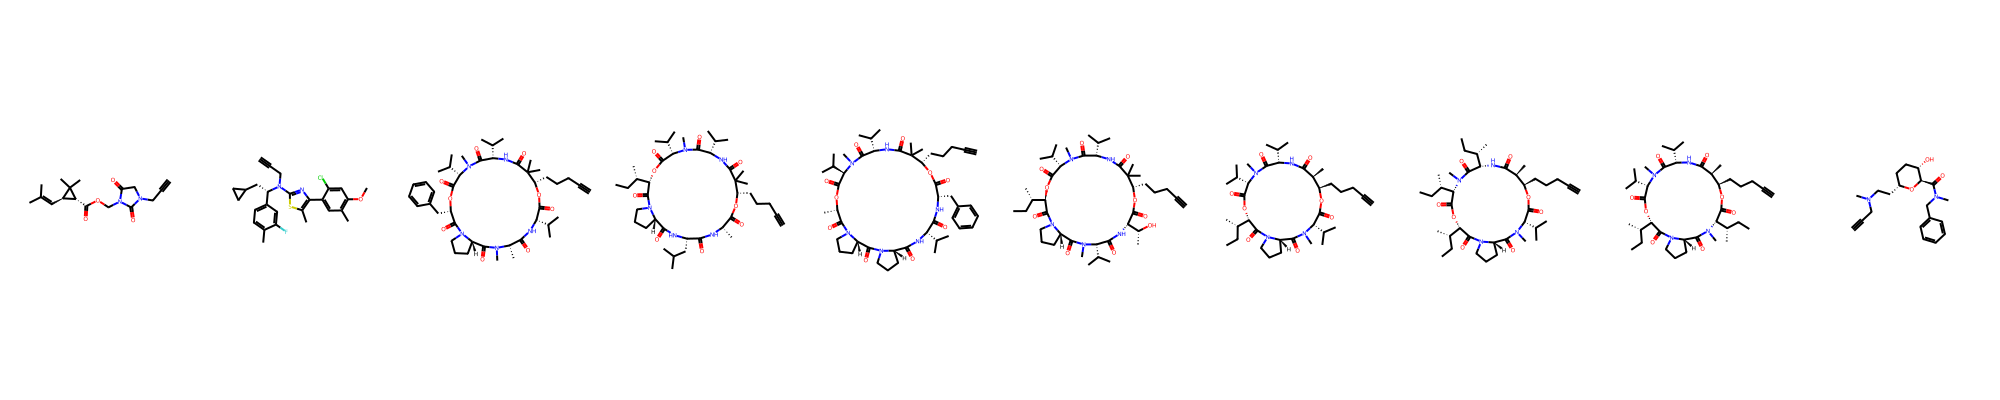 O O O N N O
N N S Cl F O
O N NH O O O O O O N H O N O NH
O N O NH O O O O O N H O NH O NH
O N NH O O O O O N H O N H O NH O
O N O NH O O O O O OH N H O N O NH
O N NH O O O O O O N H O N
O N NH O O O O O O N H O N
O N NH O O O O O O N H O N
N O OH O N